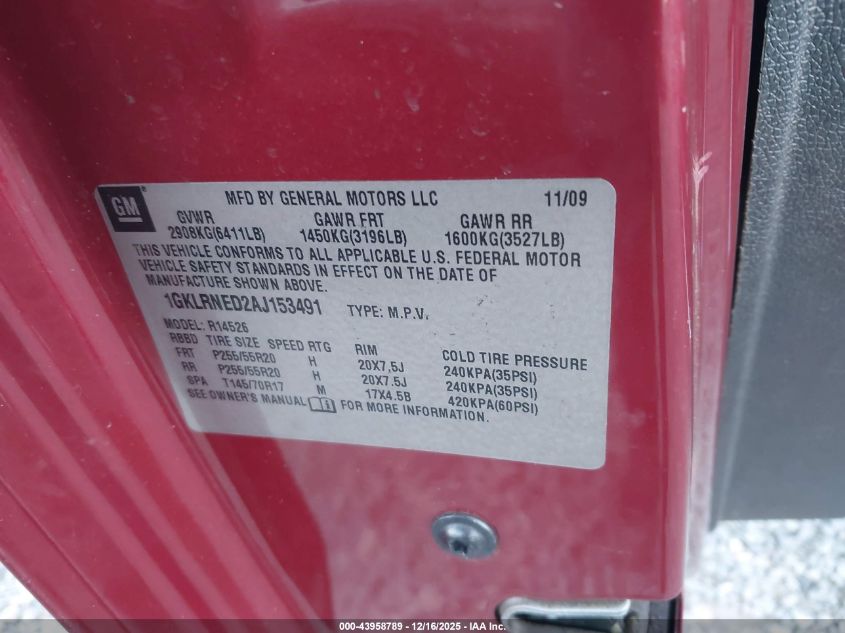 GM
MFD BY GENERAL MOTORS LLC 11/09
GVWR GAWR FRT GAWR RR
2908KG(6411LB) 1450KG(3196LB) 1600KG(3527LB)
THIS VEHICLE CONFORMS TO ALL APPLICABLE U.S. FEDERAL MOTOR
VEHICLE SAFETY STANDARDS IN EFFECT ON THE DATE OF
MANUFACTURE SHOWN ABOVE.
1GKLRNED2AJ153491 TYPE: M.P.V.
MODEL: R14526
RBBD TIRE SIZE SPEED RTG RIM COLD TIRE PRESSURE
FRT P255/55R20 H 20X7.5J 240KPA(35PSI)
RR P255/55R20 H 20X7.5J 240KPA(35PSI)
SPA T145/70R17 M 17X4.5B 420KPA(60PSI)
SEE OWNER'S MANUAL FOR MORE INFORMATION.
000-43958789 - 12/16/2025 - IAA Inc.